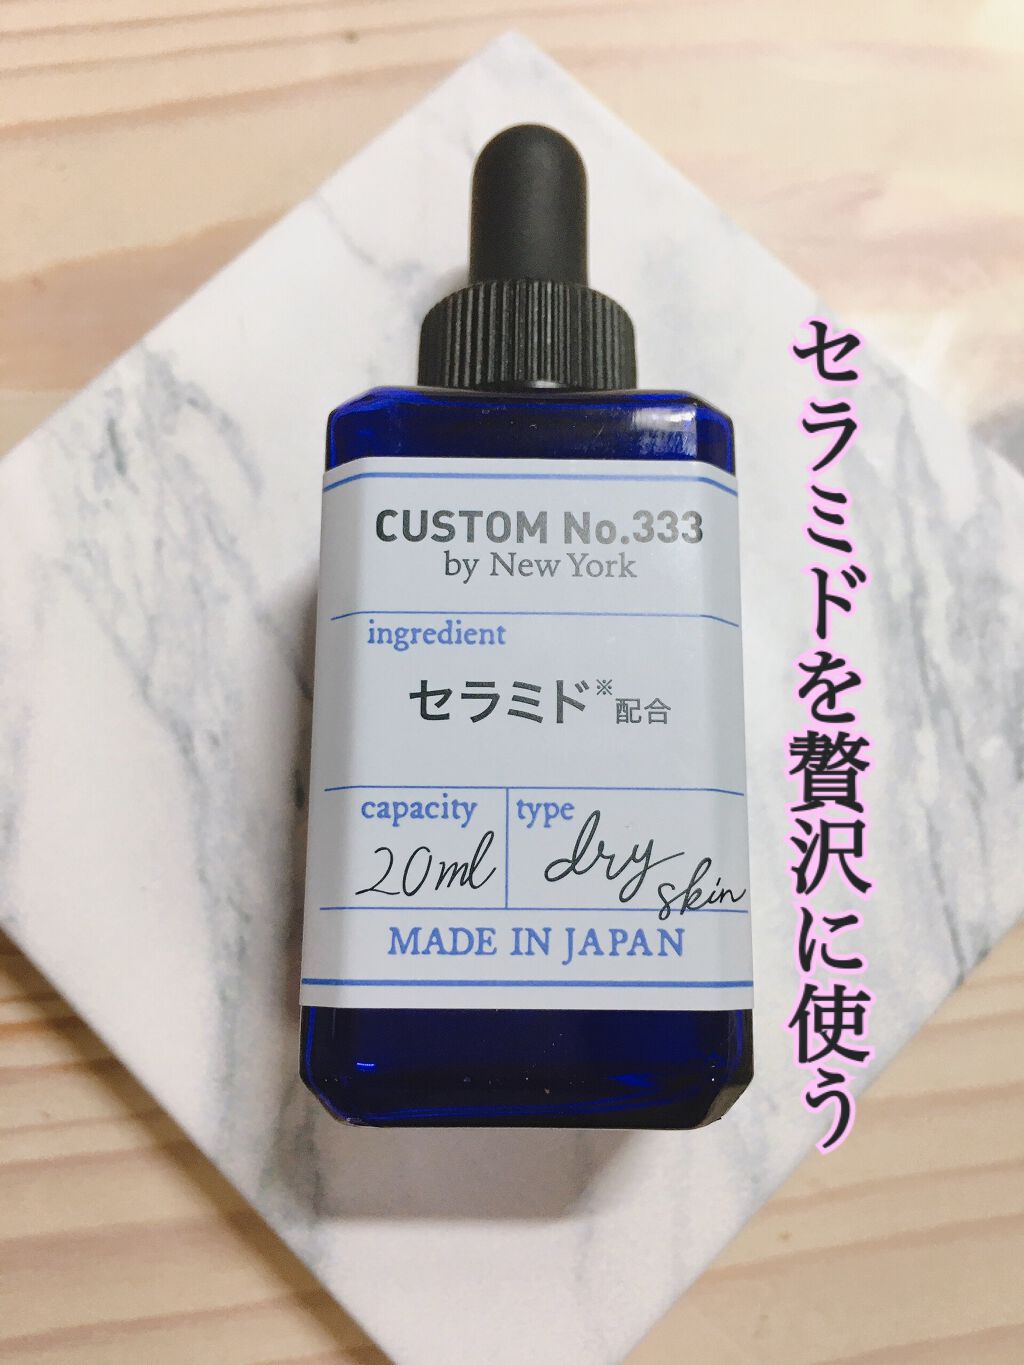 CUSTOM No.333
by New York
ingredient
セラミド※配合
capacity
20ml
type
dry
skin
MADE IN JAPAN
セラミドを贅沢に使う